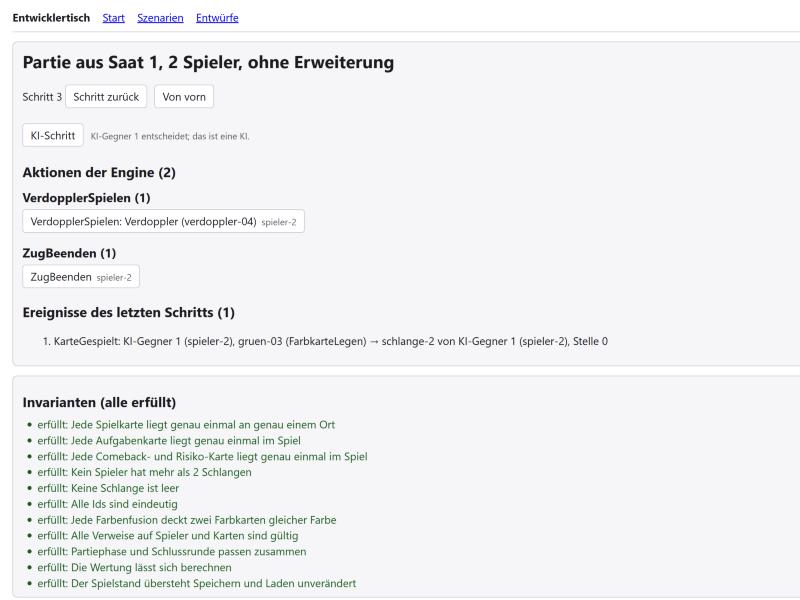 Entwicklertisch Start Szenarien Entwürfe
Partie aus Saat 1, 2 Spieler, ohne Erweiterung
Schritt 3 Schritt zurück Von vorn
KI-Schritt KI-Gegner 1 entscheidet; das ist eine KI.
Aktionen der Engine (2)
VerdopplerSpielen (1)
VerdopplerSpielen: Verdoppler (verdoppler-04) spieler-2
ZugBeenden (1)
ZugBeenden spieler-2
Ereignisse des letzten Schritts (1)
1. KarteGespielt: KI-Gegner 1 (spieler-2), gruen-03 (FarbkarteLegen) → schlange-2 von KI-Gegner 1 (spieler-2), Stelle 0
Invarianten (alle erfüllt)
• erfüllt: Jede Spielkarte liegt genau einmal an genau einem Ort
• erfüllt: Jede Aufgabenkarte liegt genau einmal im Spiel
• erfüllt: Jede Comeback- und Risiko-Karte liegt genau einmal im Spiel
• erfüllt: Kein Spieler hat mehr als 2 Schlangen
• erfüllt: Keine Schlange ist leer
• erfüllt: Alle Ids sind eindeutig
• erfüllt: Jede Farbenfusion deckt zwei Farbkarten gleicher Farbe
• erfüllt: Alle Verweise auf Spieler und Karten sind gültig
• erfüllt: Partiephase und Schlussrunde passen zusammen
• erfüllt: Die Wertung lässt sich berechnen
• erfüllt: Der Spielstand übersteht Speichern und Laden unverändert